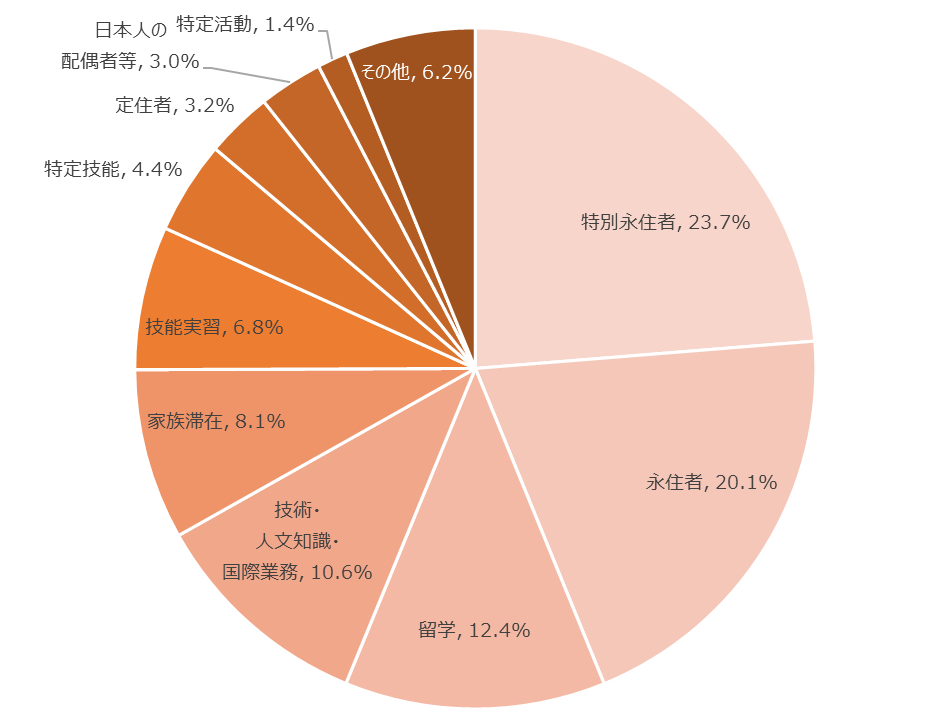 特別永住者, 23.7%
永住者, 20.1%
留学, 12.4%
技術・
人文知識・
国際業務, 10.6%
家族滞在, 8.1%
技能実習, 6.8%
特定技能, 4.4%
定住者, 3.2%
日本人の
配偶者等, 3.0%
特定活動, 1.4%
その他, 6.2%